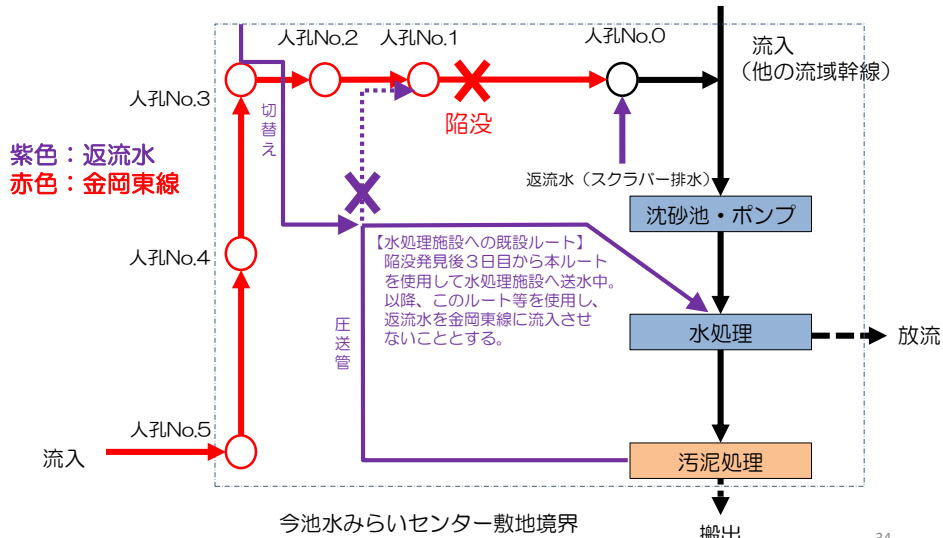 人孔No.2
人孔No.1
人孔No.0
流入
（他の流域幹線）
人孔No.3
切替え
陥没
紫色：返流水
赤色：金岡東線
返流水（スクラバー排水）
沈砂池・ポンプ
人孔No.4
【水処理施設への既設ルート】
陥没発見後３日目から本ルート
を使用して水処理施設へ送水中。
以降、このルート等を使用し、
返流水を金岡東線に流入させ
ないこととする。
圧送管
水処理
放流
人孔No.5
流入
汚泥処理
今池水みらいセンター敷地境界
搬出
34